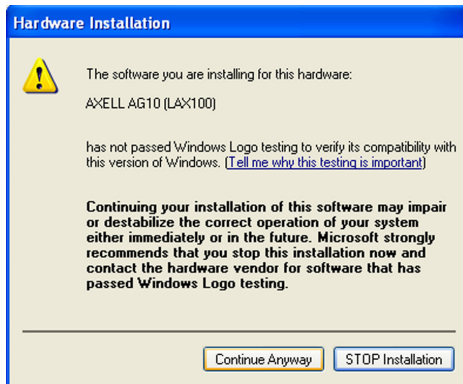 Hardware Installation
The software you are installing for this hardware:
AXELL AG10 (LAX100)
has not passed Windows Logo testing to verify its compatibility with
this version of Windows. (Tell me why this testing is important)
Continuing your installation of this software may impair
or destabilize the correct operation of your system
either immediately or in the future. Microsoft strongly
recommends that you stop this installation now and
contact the hardware vendor for software that has
passed Windows Logo testing.
Continue Anyway
STOP Installation